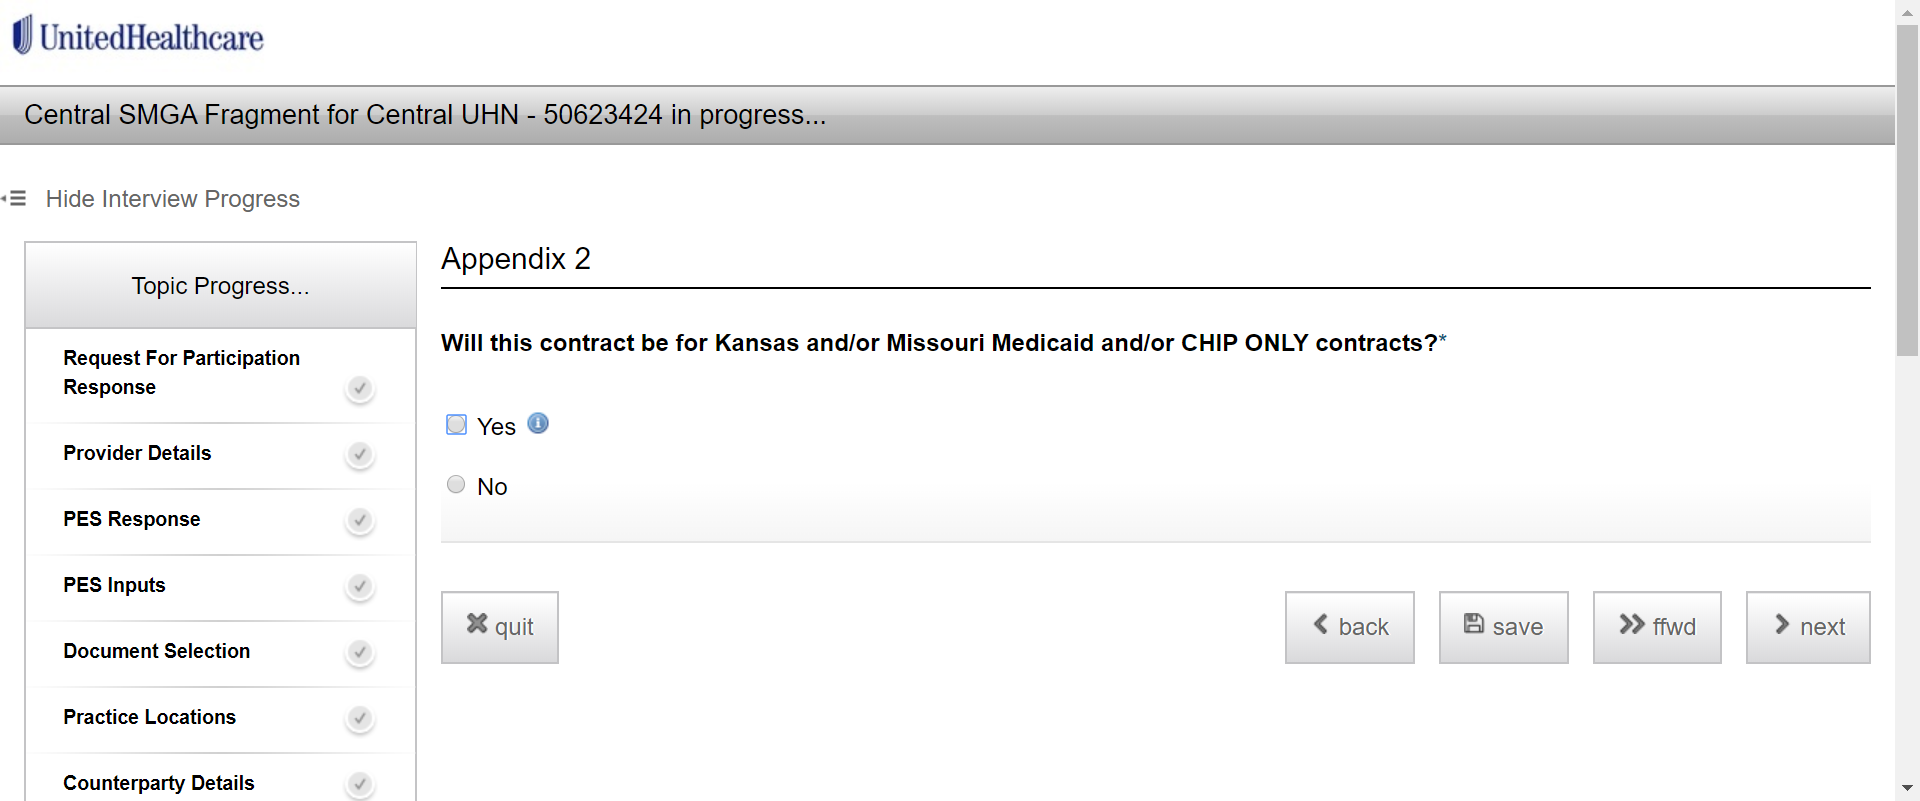 UnitedHealthcare
Central SMGA Fragment for Central UHN - 50623424 in progress...
Hide Interview Progress
Topic Progress...
Request For Participation
Response
Provider Details
PES Response
PES Inputs
Document Selection
Practice Locations
Counterparty Details
Appendix 2
Will this contract be for Kansas and/or Missouri Medicaid and/or CHIP ONLY contracts?*
Yes
No
quit
back
save
ffwd
next